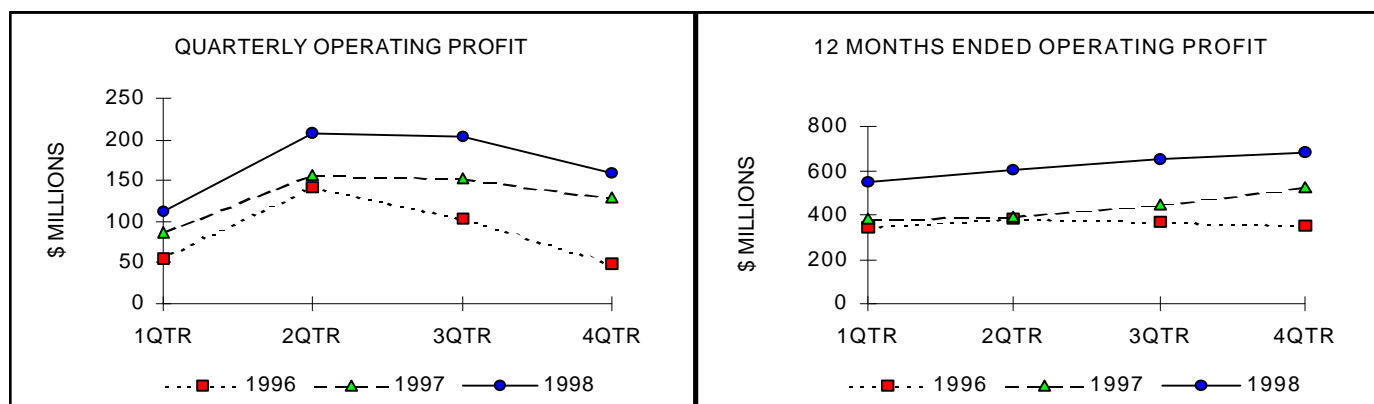 QUARTERLY OPERATING PROFIT
250
200
150
100
50
0
$ MILLIONS
1QTR 2QTR 3QTR 4QTR
1996 1997 1998
12 MONTHS ENDED OPERATING PROFIT
800
600
400
200
0
$ MILLIONS
1QTR 2QTR 3QTR 4QTR
1996 1997 1998